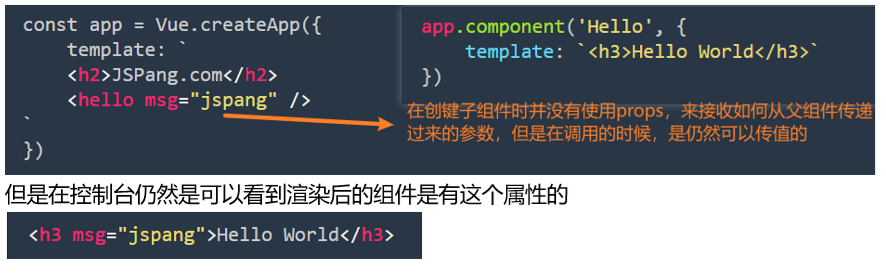 const app = Vue.createApp({
    template: `
    <h2>JSPang.com</h2>
    <hello msg="jspang" />
`
})
app.component('Hello', {
    template: `<h3>Hello World</h3>`
})
在创键子组件时并没有使用props，来接收如何从父组件传递
过来的参数，但是在调用的时候，是仍然可以传值的
但是在控制台仍然是可以看到渲染后的组件是有这个属性的
<h3 msg="jspang">Hello World</h3>